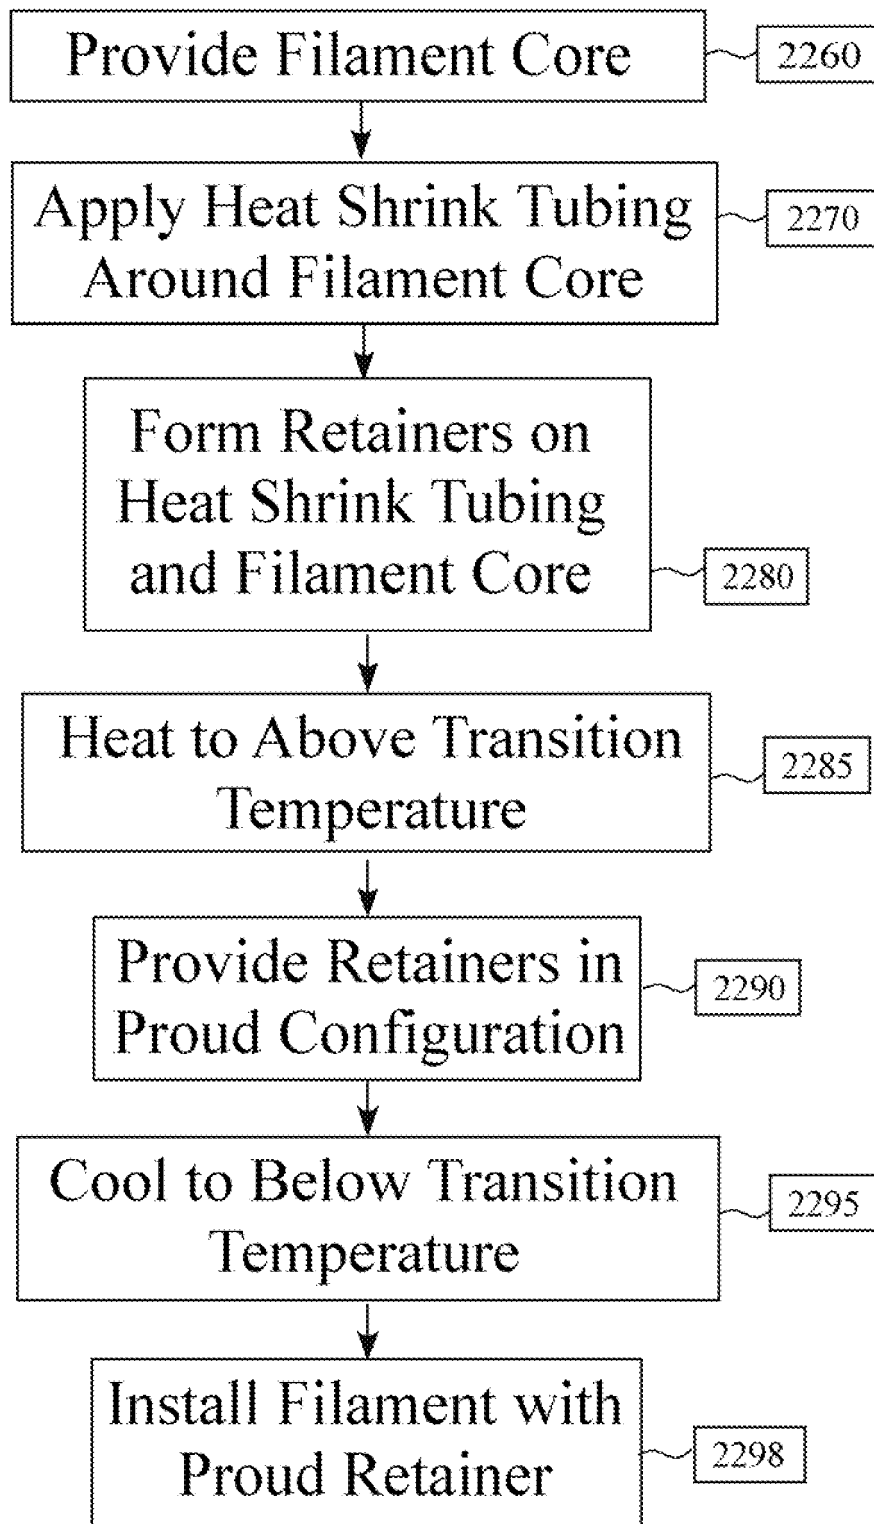 Provide Filament Core
2260
Apply Heat Shrink Tubing
Around Filament Core
2270
Form Retainers on
Heat Shrink Tubing
and Filament Core
2280
Heat to Above Transition
Temperature
2285
Provide Retainers in
Proud Configuration
2290
Cool to Below Transition
Temperature
2295
Install Filament with
Proud Retainer
2298